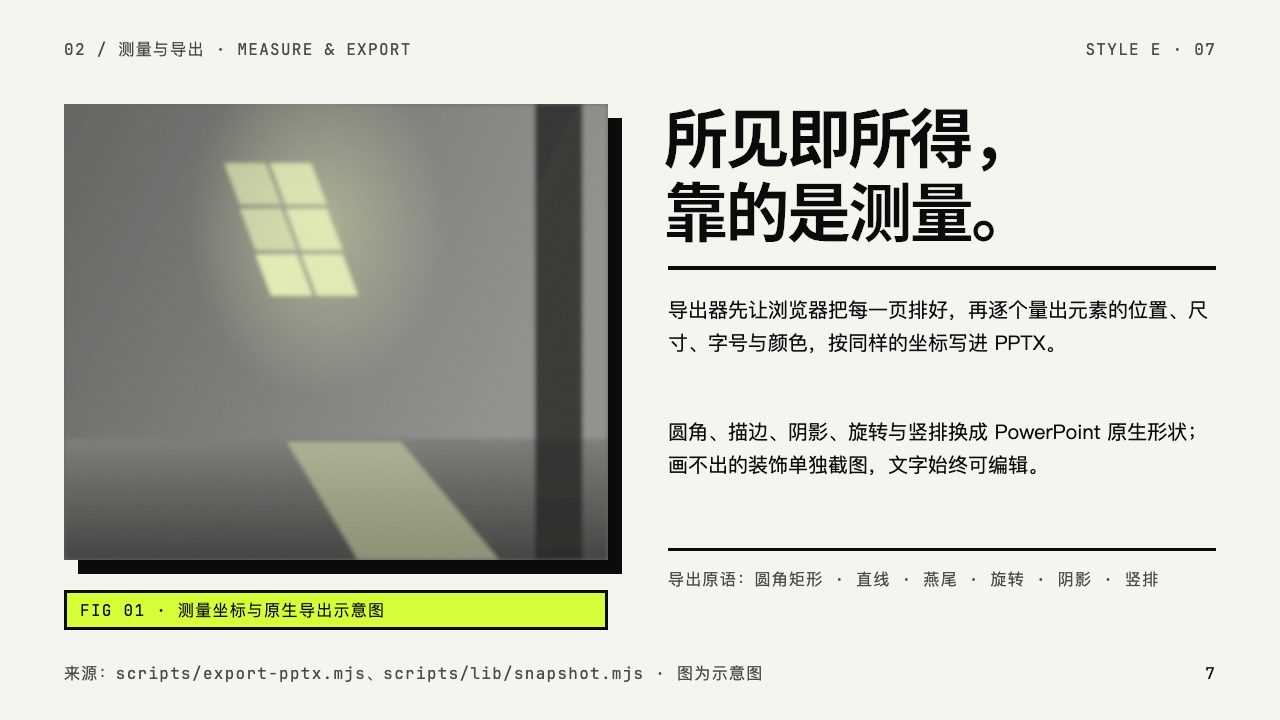 02 / 测量与导出 · MEASURE & EXPORT
STYLE E · 07
所见即所得，
靠的是测量。
导出器先让浏览器把每一页排好，再逐个量出元素的位置、尺
寸、字号与颜色，按同样的坐标写进 PPTX。
圆角、描边、阴影、旋转与竖排换成 PowerPoint 原生形状；
画不出的装饰单独截图，文字始终可编辑。
导出原语：圆角矩形 · 直线 · 燕尾 · 旋转 · 阴影 · 竖排
FIG 01 · 测量坐标与原生导出示意图
来源：scripts/export-pptx.mjs、scripts/lib/snapshot.mjs · 图为示意图
7